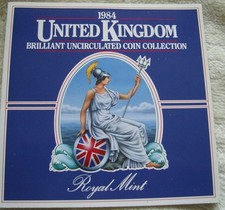 1984
UNITED KINGDOM
BRILLIANT UNCIRCULATED COIN COLLECTION
Royal Mint